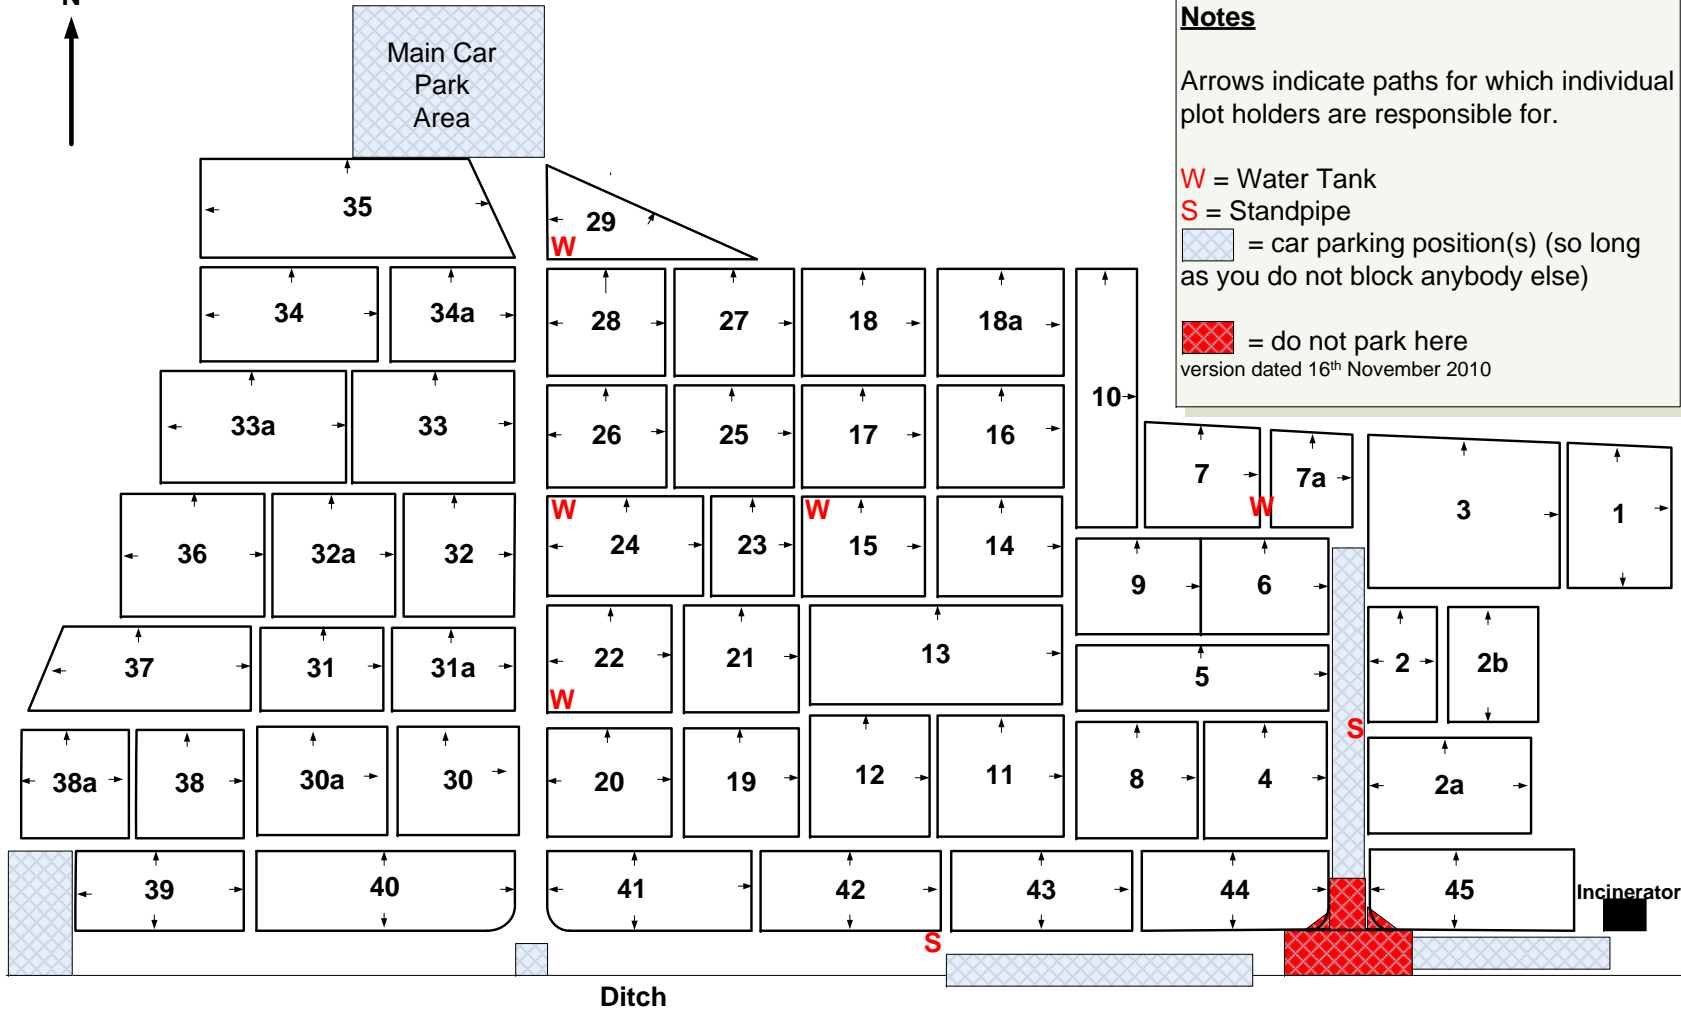 N
Main Car
Park
Area
Notes
Arrows indicate paths for which individual
plot holders are responsible for.
W = Water Tank
S = Standpipe
= car parking position(s) (so long
as you do not block anybody else)
= do not park here
version dated 16th November 2010
35
29
W
34
34a
28
27
18
18a
10
33a
33
26
25
17
16
7
7a
W
3
1
36
32a
32
W
24
23
W
15
14
9
6
37
31
31a
22
W
21
13
5
2
2b
S
38a
38
30a
30
20
19
12
11
8
4
2a
39
40
41
42
43
44
45
Incinerator
S
Ditch